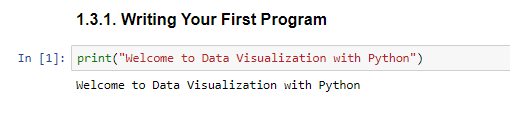 1.3.1. Writing Your First Program
In [1]: print("Welcome to Data Visualization with Python")
Welcome to Data Visualization with Python